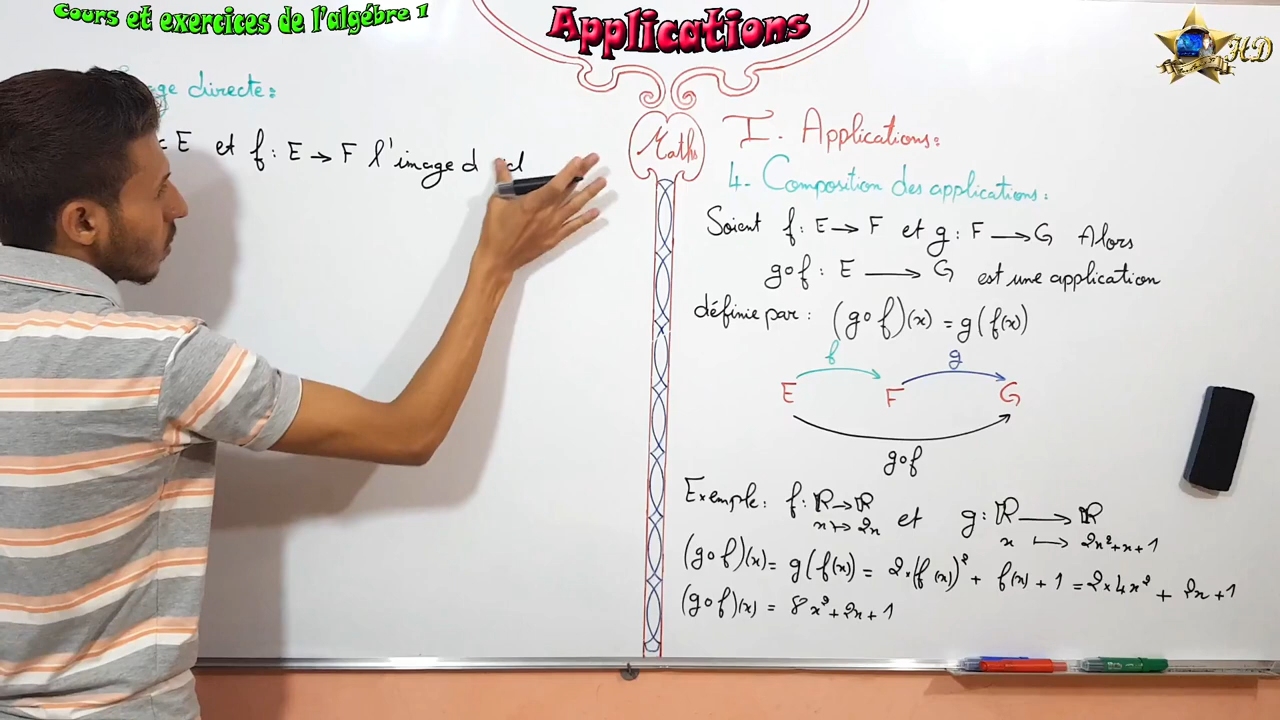 Cours et exercices de l'algébre 1
Applications
HD
directe:
E et f: E → F l'image d
Maths
I. Applications:
4. Composition des applications:
Soient f: E → F et g: F → G Alors
g∘f: E → G est une application
définie par: (g∘f)(x) = g(f(x))
f g
E F G
g∘f
Exemple: f: ℝ → ℝ et g: ℝ → ℝ
x ↦ 2x x ↦ 2x²+x+1
(g∘f)(x) = g(f(x)) = 2×(f(x))² + f(x) + 1 = 2×4x² + 2x + 1
(g∘f)(x) = 8x² + 2x + 1